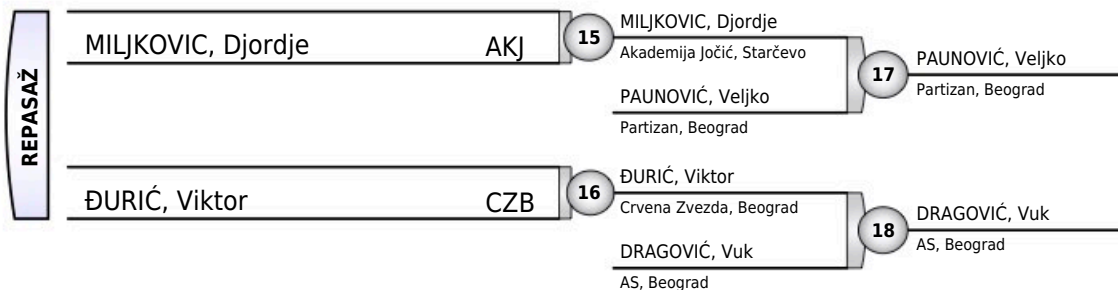 REPASAŽ
MILJKOVIC, Djordje AKJ
15
MILJKOVIC, Djordje
Akademija Jočić, Starčevo
PAUNOVIĆ, Veljko
Partizan, Beograd
17
PAUNOVIĆ, Veljko
Partizan, Beograd
ĐURIĆ, Viktor CZB
16
ĐURIĆ, Viktor
Crvena Zvezda, Beograd
DRAGOVIĆ, Vuk
AS, Beograd
18
DRAGOVIĆ, Vuk
AS, Beograd